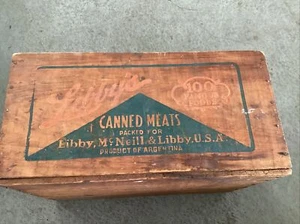 Libby's
100
CANNED MEATS
PACKED FOR
Libby, McNeill & Libby, U.S.A.
PRODUCT OF ARGENTINA